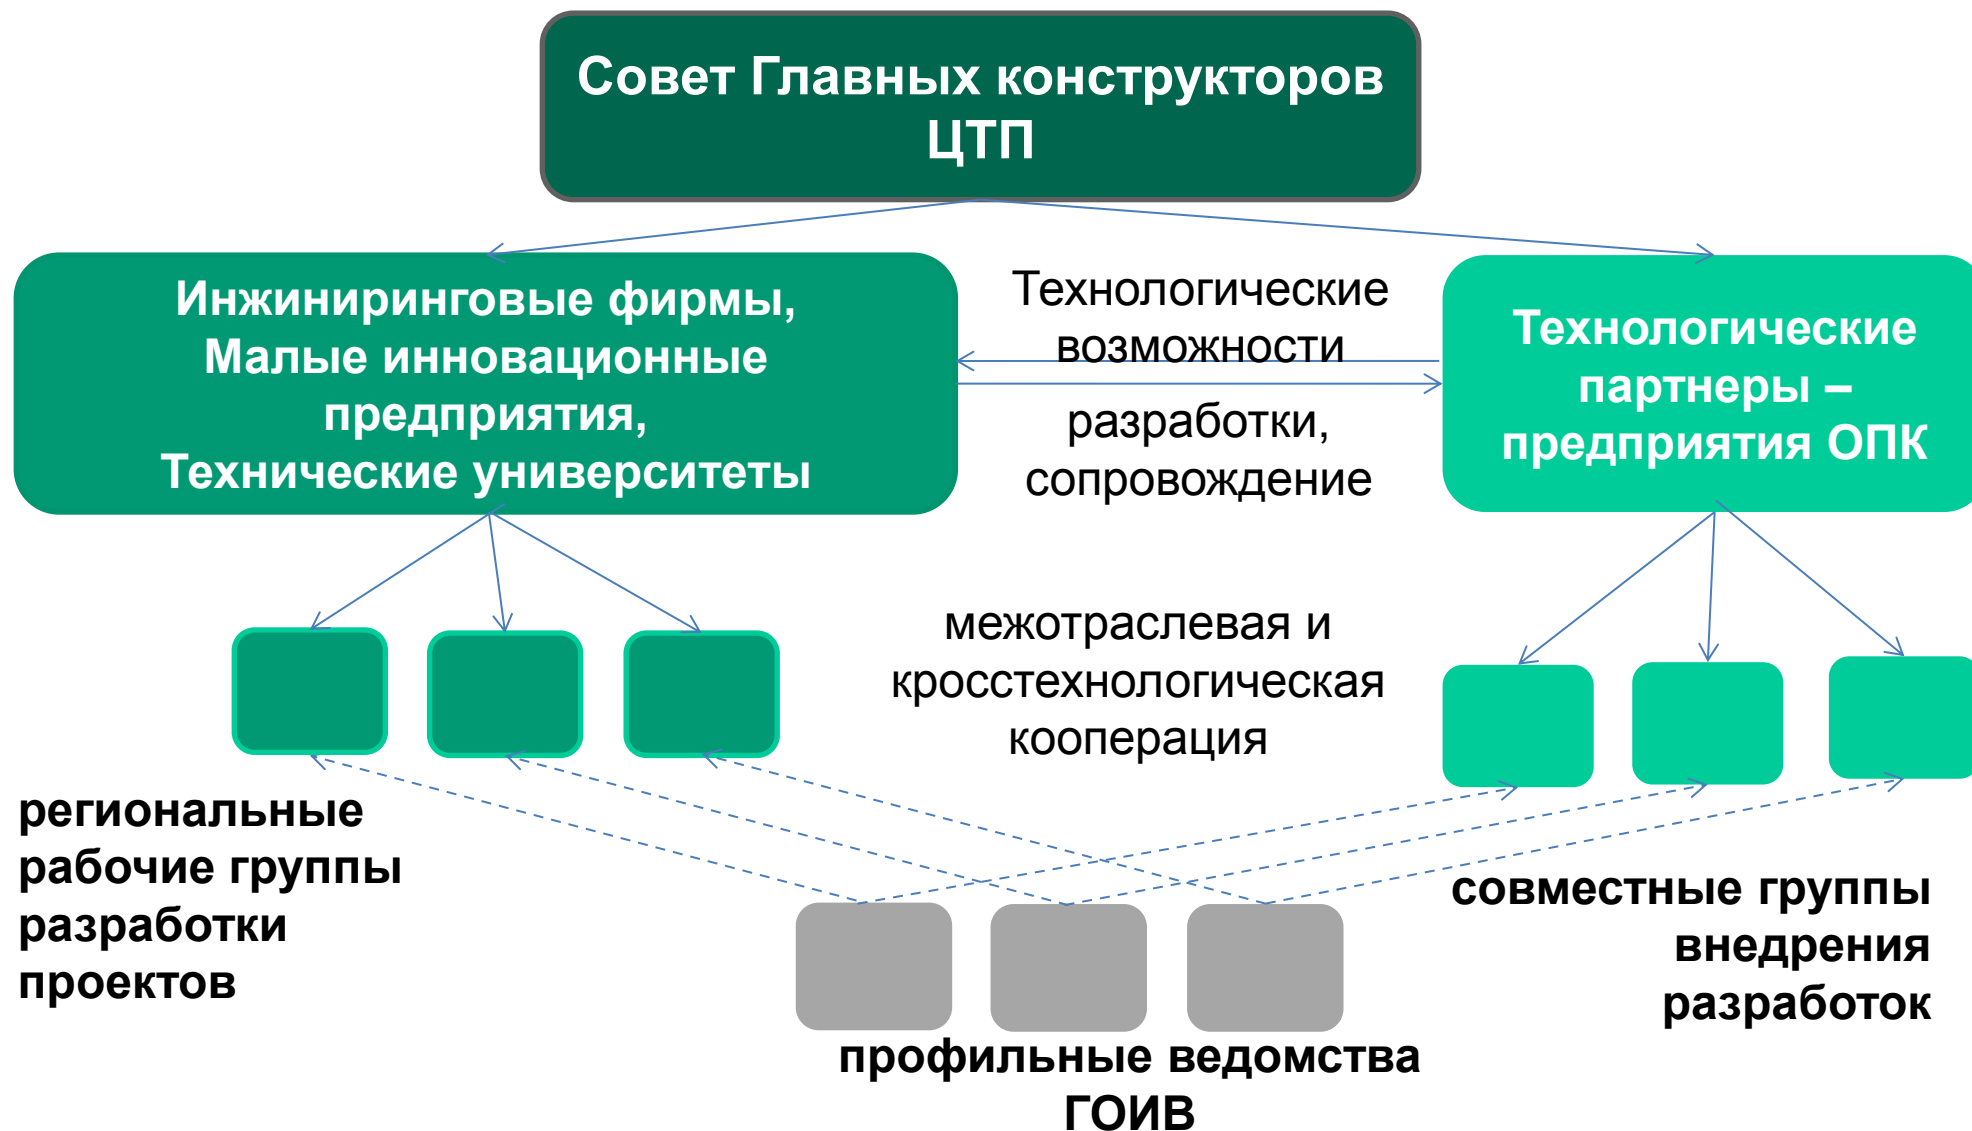 Совет Главных конструкторов
ЦТП
Инжиниринговые фирмы,
Малые инновационные
предприятия,
Технические университеты
Технологические
возможности
разработки,
сопровождение
Технологические
партнеры –
предприятия ОПК
межотраслевая и
кросстехнологическая
кооперация
региональные
рабочие группы
разработки
проектов
совместные группы
внедрения
разработок
профильные ведомства
ГОИВ